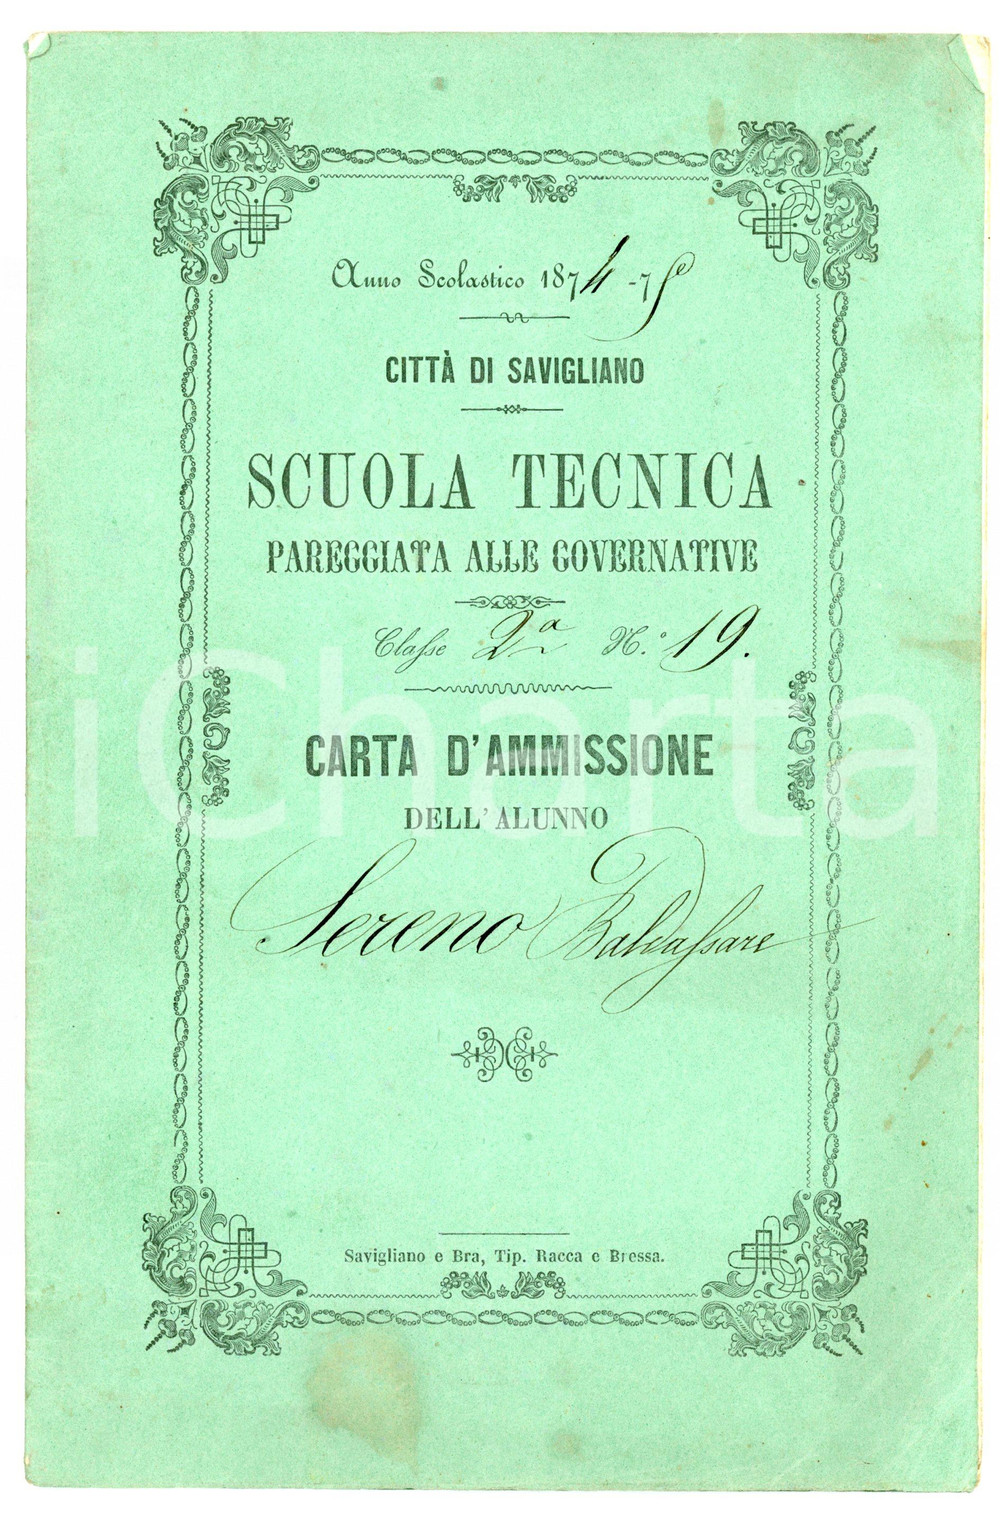 Anno Scolastico 1874-75
CITTÀ DI SAVIGLIANO
SCUOLA TECNICA
PAREGGIATA ALLE GOVERNATIVE
Classe 2ª N.° 19.
CARTA D'AMMISSIONE
DELL'ALUNNO
Sereno Baldassare
Savigliano e Bra, Tip. Racca e Bressa.
iCharta